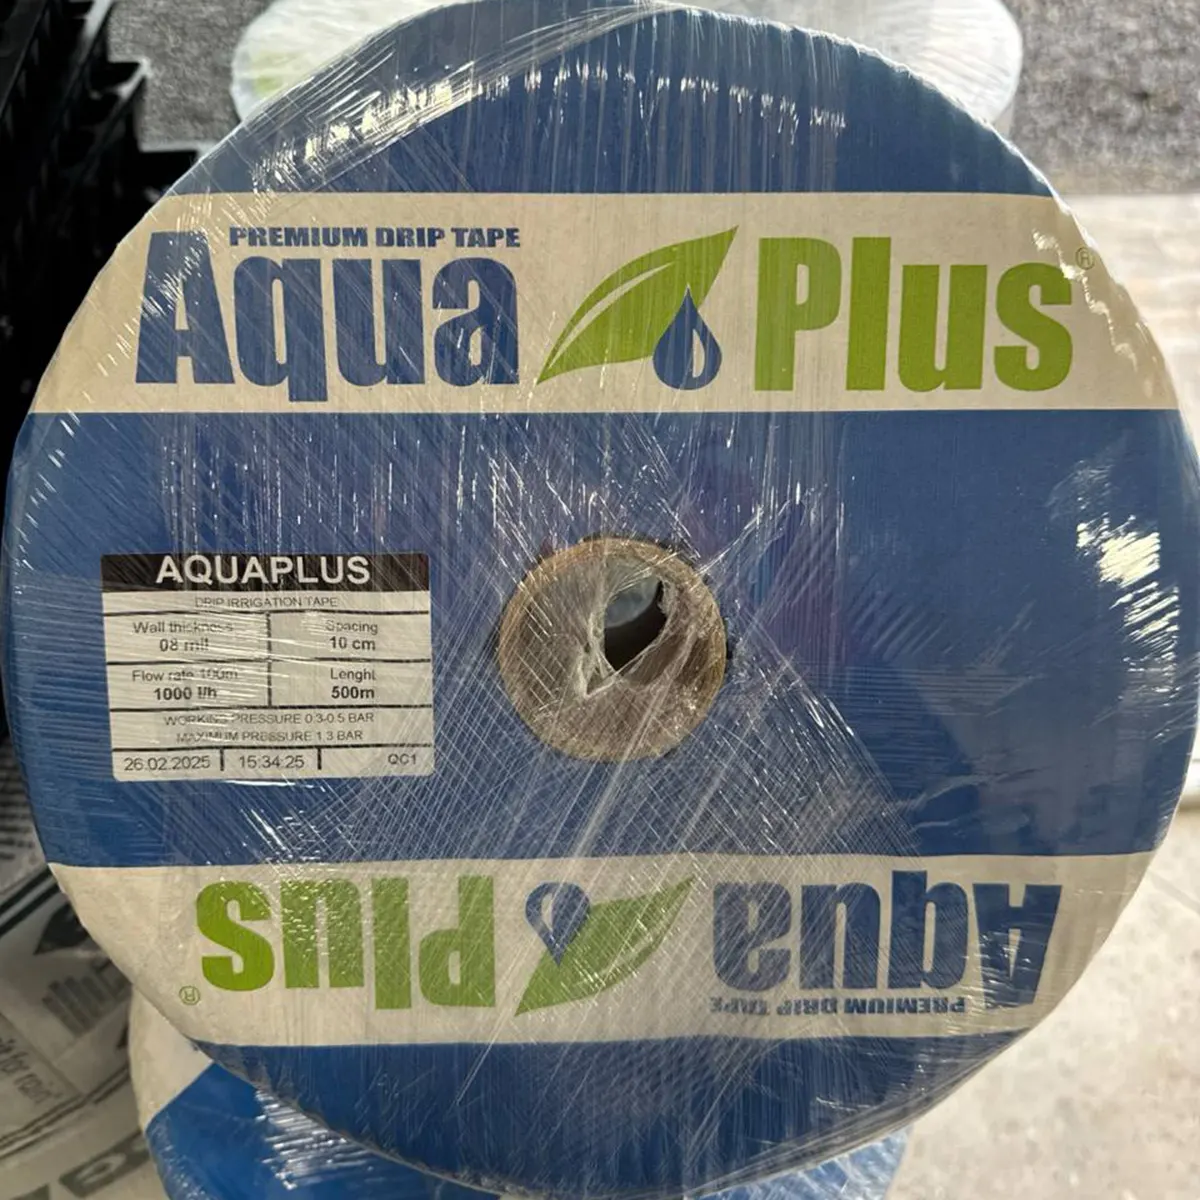 PREMIUM DRIP TAPE
Aqua Plus ®
AQUAPLUS
DRIP IRRIGATION TAPE
Wall thickness Spacing
08 mil 10 cm
Flow rate 100m Lenght
1000 l/h 500m
WORKING PRESSURE 0.3-0.5 BAR
MAXIMUM PRESSURE 1.3 BAR
26.02.2025 15:34:25 QC1
Aqua Plus ®
PREMIUM DRIP TAPE